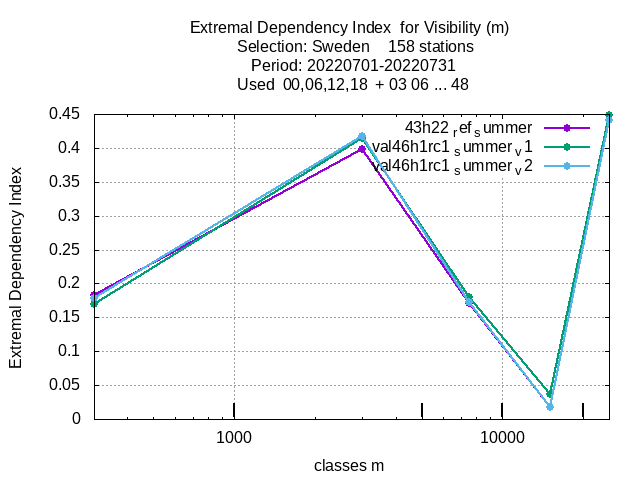 Extremal Dependency Index for Visibility (m)
Selection: Sweden 158 stations
Period: 20220701-20220731
Used 00,06,12,18 + 03 06 ... 48
43h22 ref summer
val46h1rc1 summer v1
val46h1rc1 summer v2
Extremal Dependency Index
0.45
0.4
0.35
0.3
0.25
0.2
0.15
0.1
0.05
0
1000
10000
classes m